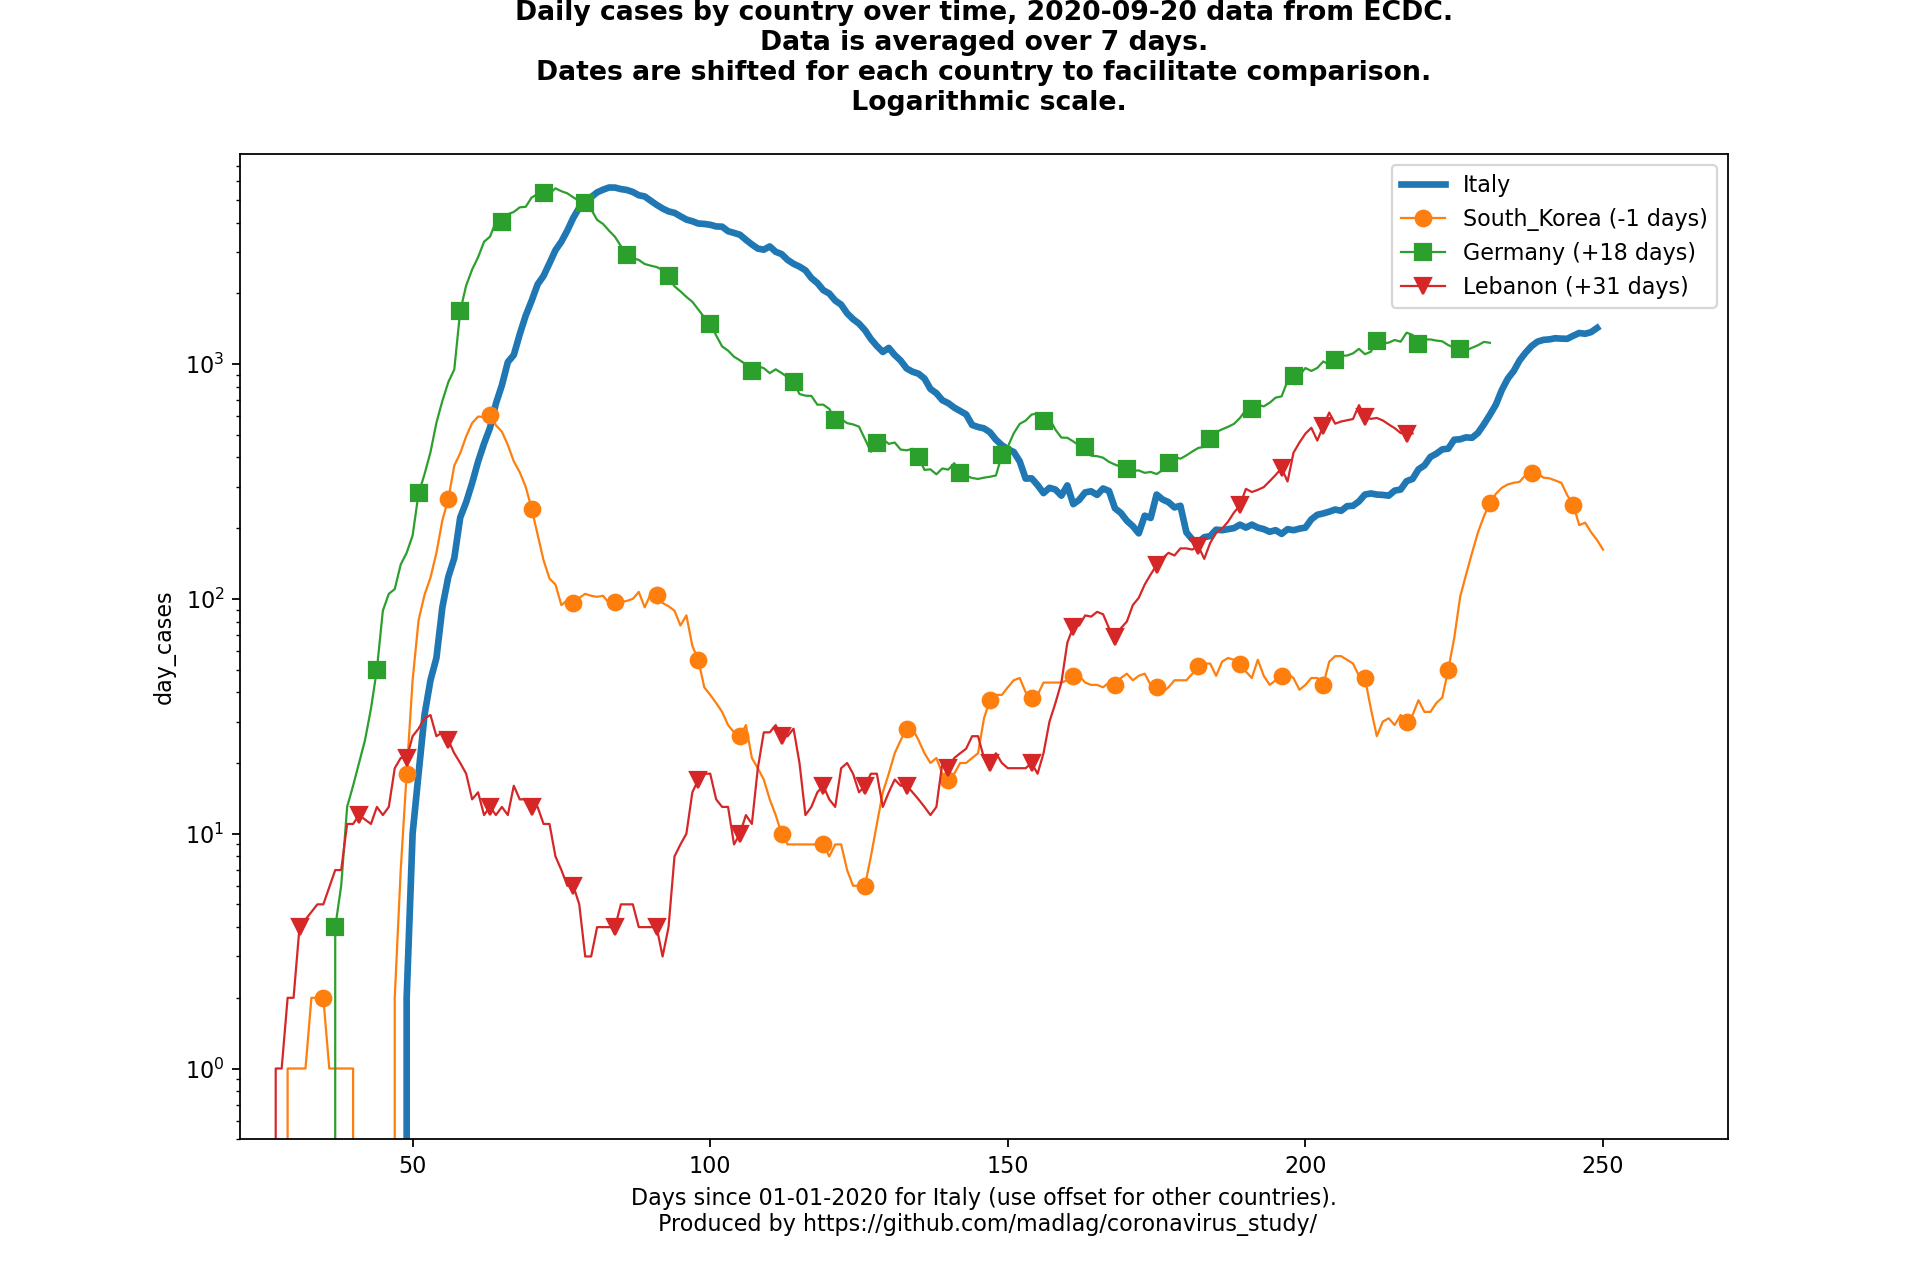 Daily cases by country over time, 2020-09-20 data from ECDC.
Data is averaged over 7 days.
Dates are shifted for each country to facilitate comparison.
Logarithmic scale.
Italy
South_Korea (-1 days)
Germany (+18 days)
Lebanon (+31 days)
day_cases
10³
10²
10¹
10⁰
50 100 150 200 250
Days since 01-01-2020 for Italy (use offset for other countries).
Produced by https://github.com/madlag/coronavirus_study/